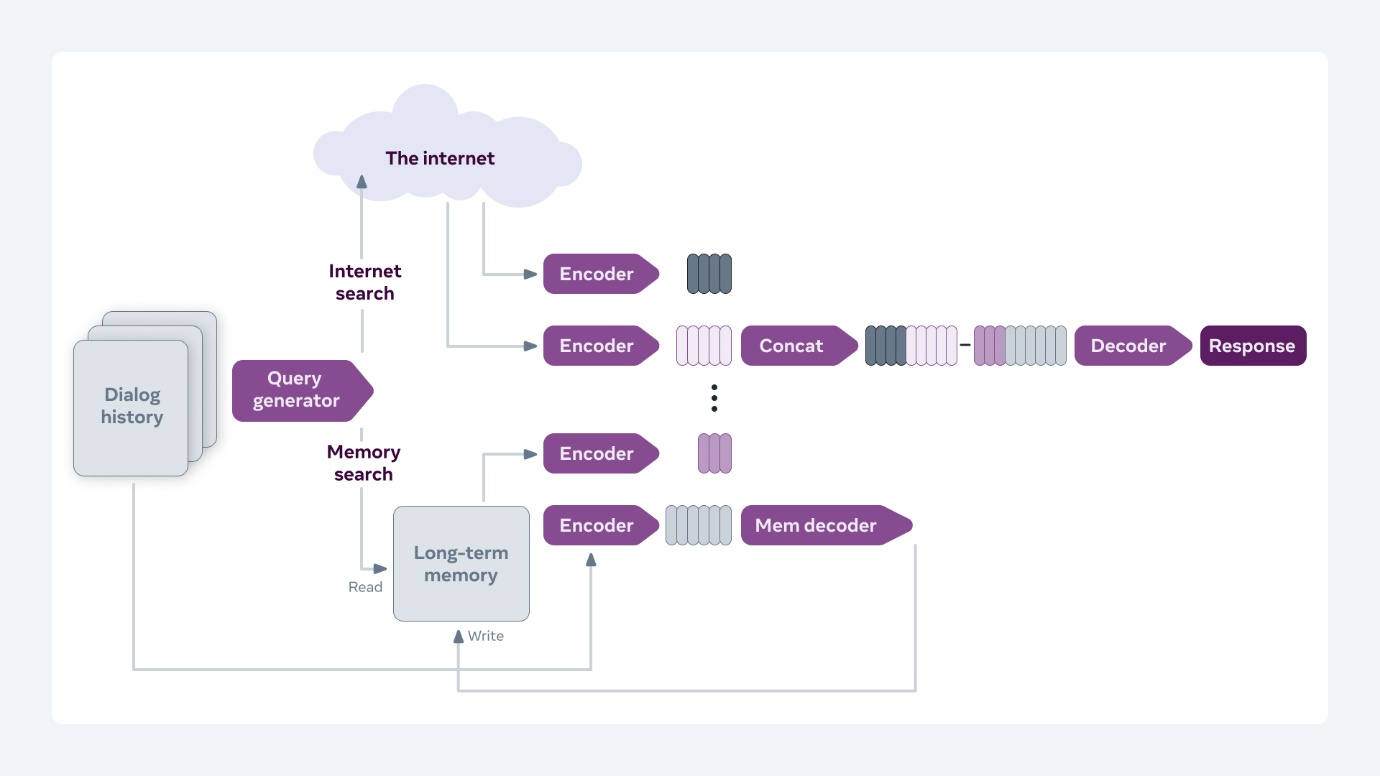 The internet
Internet
search
Encoder
Encoder
Concat
Decoder
Response
Dialog
history
Query
generator
Memory
search
Encoder
Encoder
Mem decoder
Long-term
memory
Read
Write